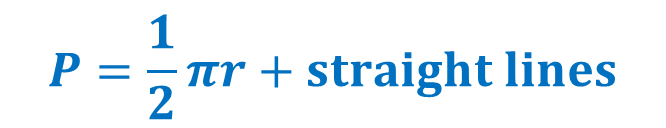 P = 1/2 πr + straight lines